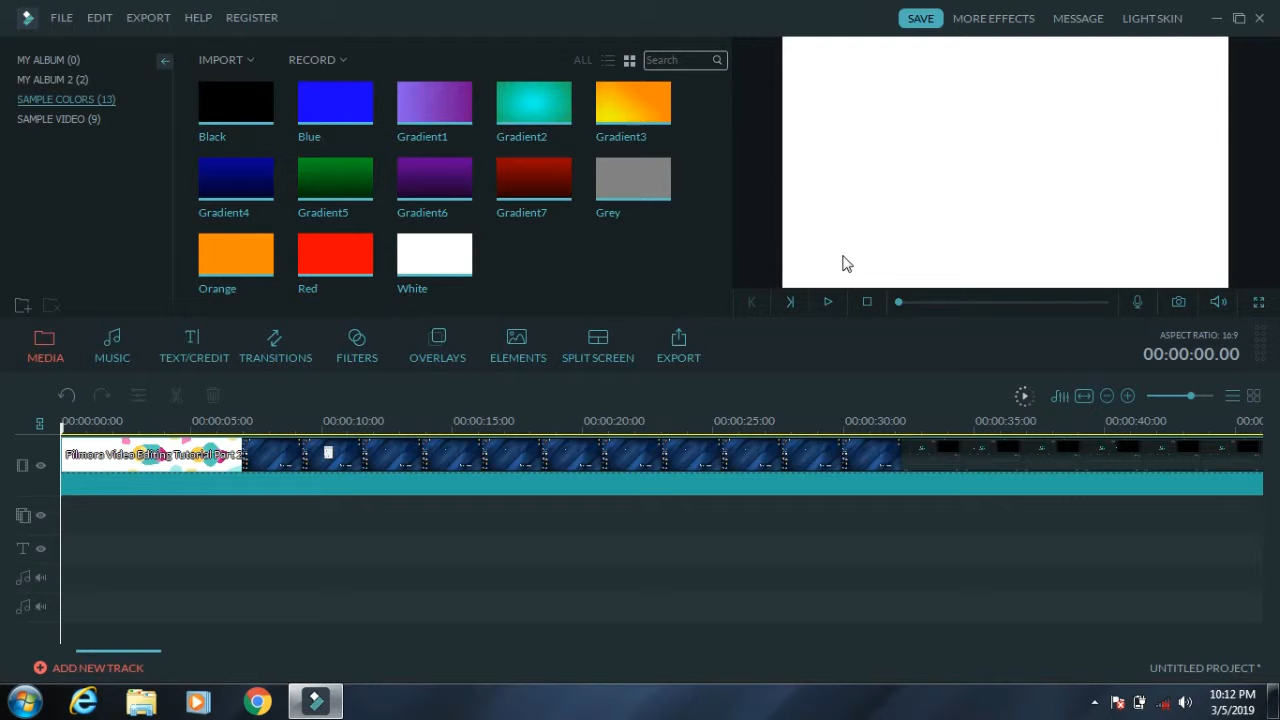 FILE EDIT EXPORT HELP REGISTER SAVE MORE EFFECTS MESSAGE LIGHT SKIN
MY ALBUM (0)
MY ALBUM 2 (2)
SAMPLE COLORS (13)
SAMPLE VIDEO (9)
IMPORT RECORD ALL Search
Black Blue Gradient1 Gradient2 Gradient3
Gradient4 Gradient5 Gradient6 Gradient7 Grey
Orange Red White
MEDIA MUSIC TEXT/CREDIT TRANSITIONS FILTERS OVERLAYS ELEMENTS SPLIT SCREEN EXPORT
ASPECT RATIO: 16:9
00:00:00.00
00:00:00:00 00:00:05:00 00:00:10:00 00:00:15:00 00:00:20:00 00:00:25:00 00:00:30:00 00:00:35:00 00:00:40:00 00:00
Filmora Video Editing Tutorial Part 2
ADD NEW TRACK
UNTITLED PROJECT *
10:12 PM
3/5/2019